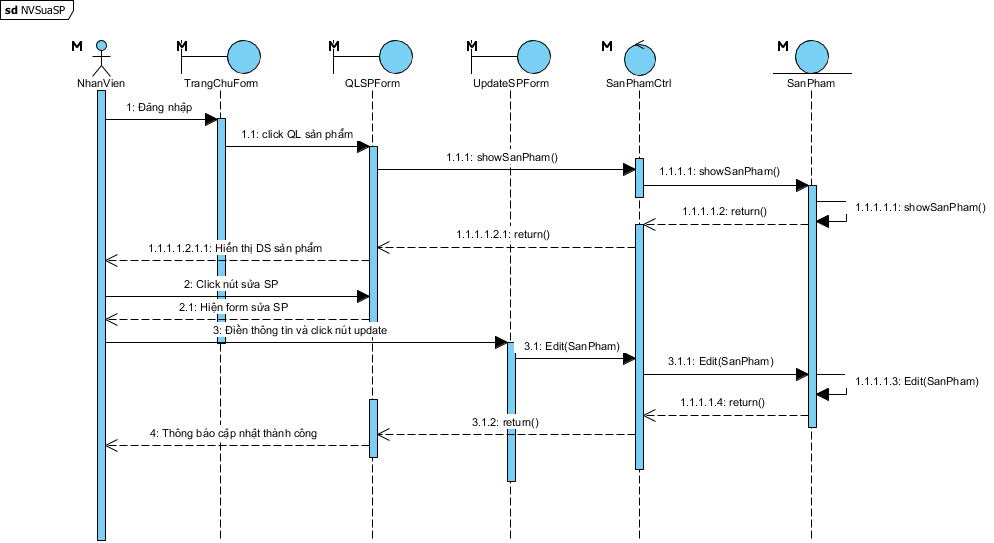 sd NVSuaSP
M M M M M M
NhanVien TrangChuForm QLSPForm UpdateSPForm SanPhamCtrl SanPham
1: Đăng nhập
1.1: click QL sản phẩm
1.1.1: showSanPham()
1.1.1.1: showSanPham()
1.1.1.1.1: showSanPham()
1.1.1.1.2: return()
1.1.1.1.2.1: return()
1.1.1.1.2.1.1: Hiển thị DS sản phẩm
2: Click nút sửa SP
2.1: Hiện form sửa SP
3: Điền thông tin và click nút update
3.1: Edit(SanPham)
3.1.1: Edit(SanPham)
1.1.1.1.3: Edit(SanPham)
1.1.1.1.4: return()
3.1.2: return()
4: Thông báo cập nhật thành công